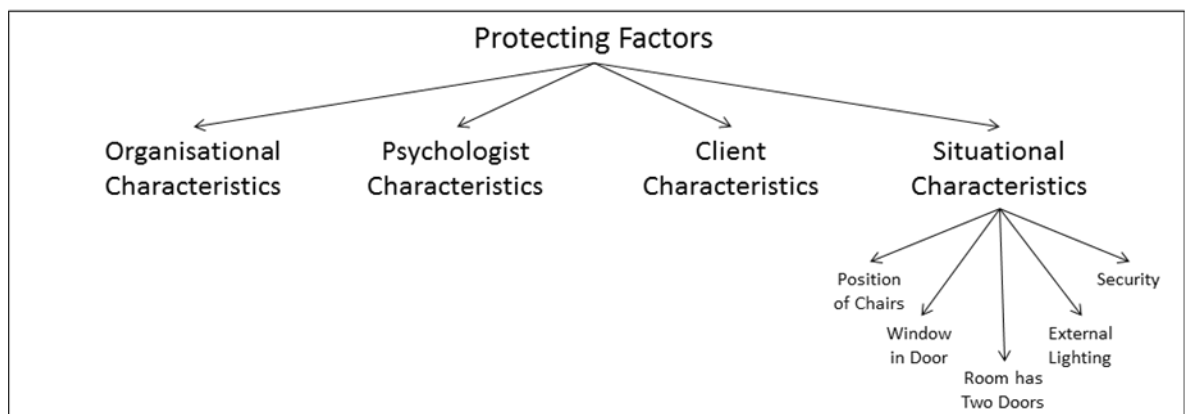 Protecting Factors
Organisational
Characteristics
Psychologist
Characteristics
Client
Characteristics
Situational
Characteristics
Position
of Chairs
Window
in Door
Room has
Two Doors
External
Lighting
Security